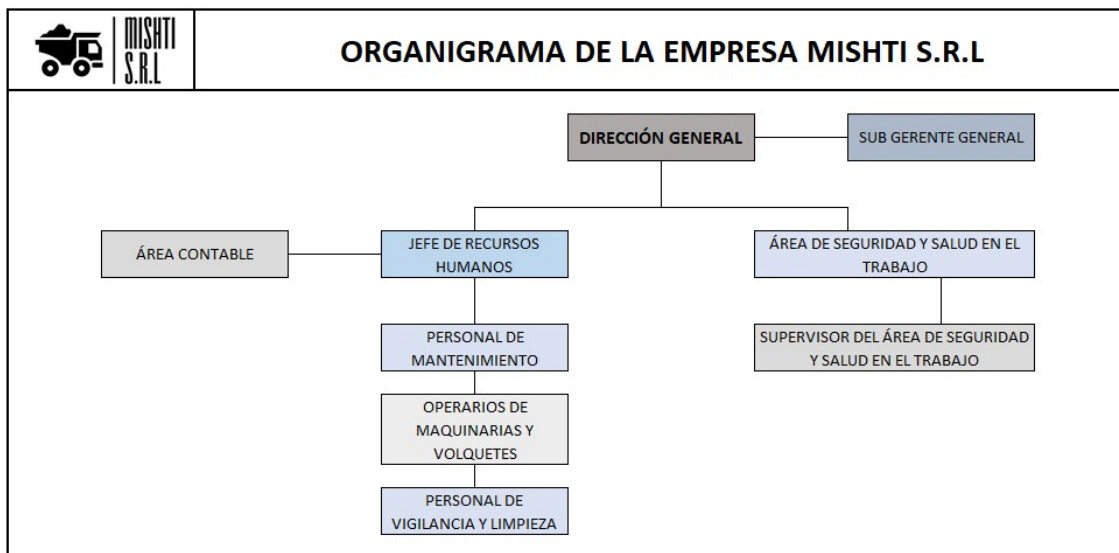 MISHTI
S.R.L
ORGANIGRAMA DE LA EMPRESA MISHTI S.R.L
DIRECCIÓN GENERAL
SUB GERENTE GENERAL
ÁREA CONTABLE
JEFE DE RECURSOS
HUMANOS
ÁREA DE SEGURIDAD Y SALUD EN EL
TRABAJO
PERSONAL DE
MANTENIMIENTO
SUPERVISOR DEL ÁREA DE SEGURIDAD
Y SALUD EN EL TRABAJO
OPERARIOS DE
MAQUINARIAS Y
VOLQUETES
PERSONAL DE
VIGILANCIA Y LIMPIEZA